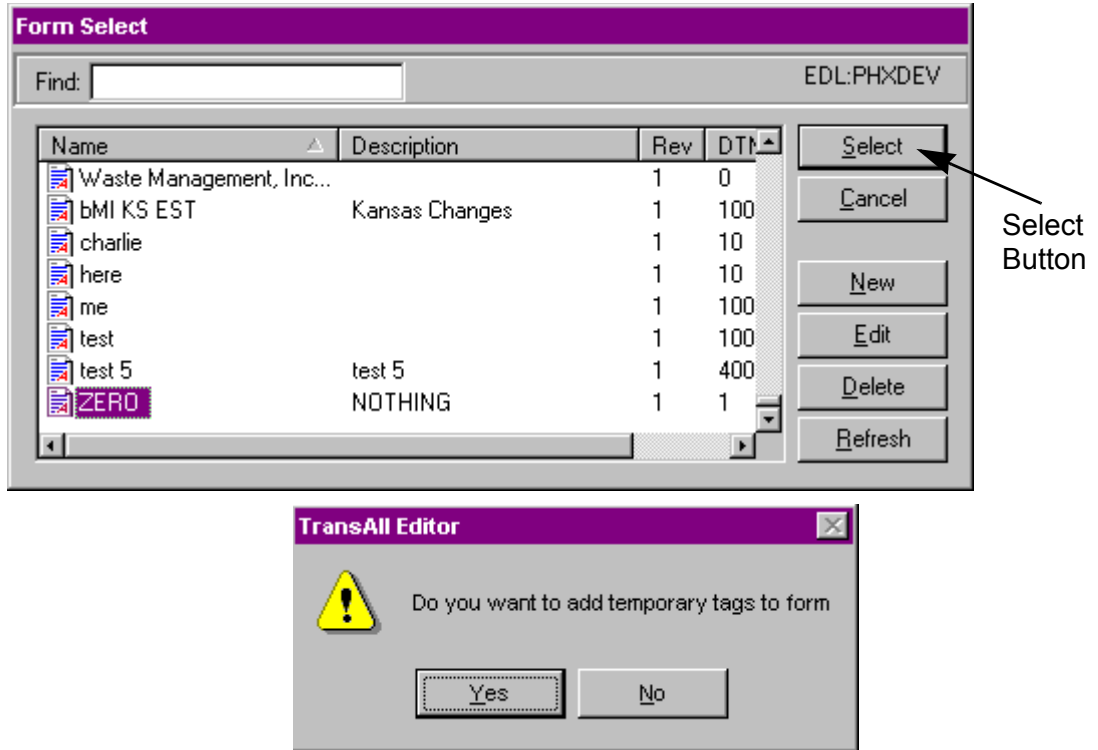 Form Select
Find: EDL:PHXDEV
Name Description Rev DTN
Waste Management, Inc... 1 0
bMI KS EST Kansas Changes 1 100
charlie 1 10
here 1 10
me 1 100
test 1 100
test 5 test 5 1 400
ZERO NOTHING 1 1
Select
Cancel
New
Edit
Delete
Refresh
Select
Button
TransAll Editor
Do you want to add temporary tags to form
Yes No